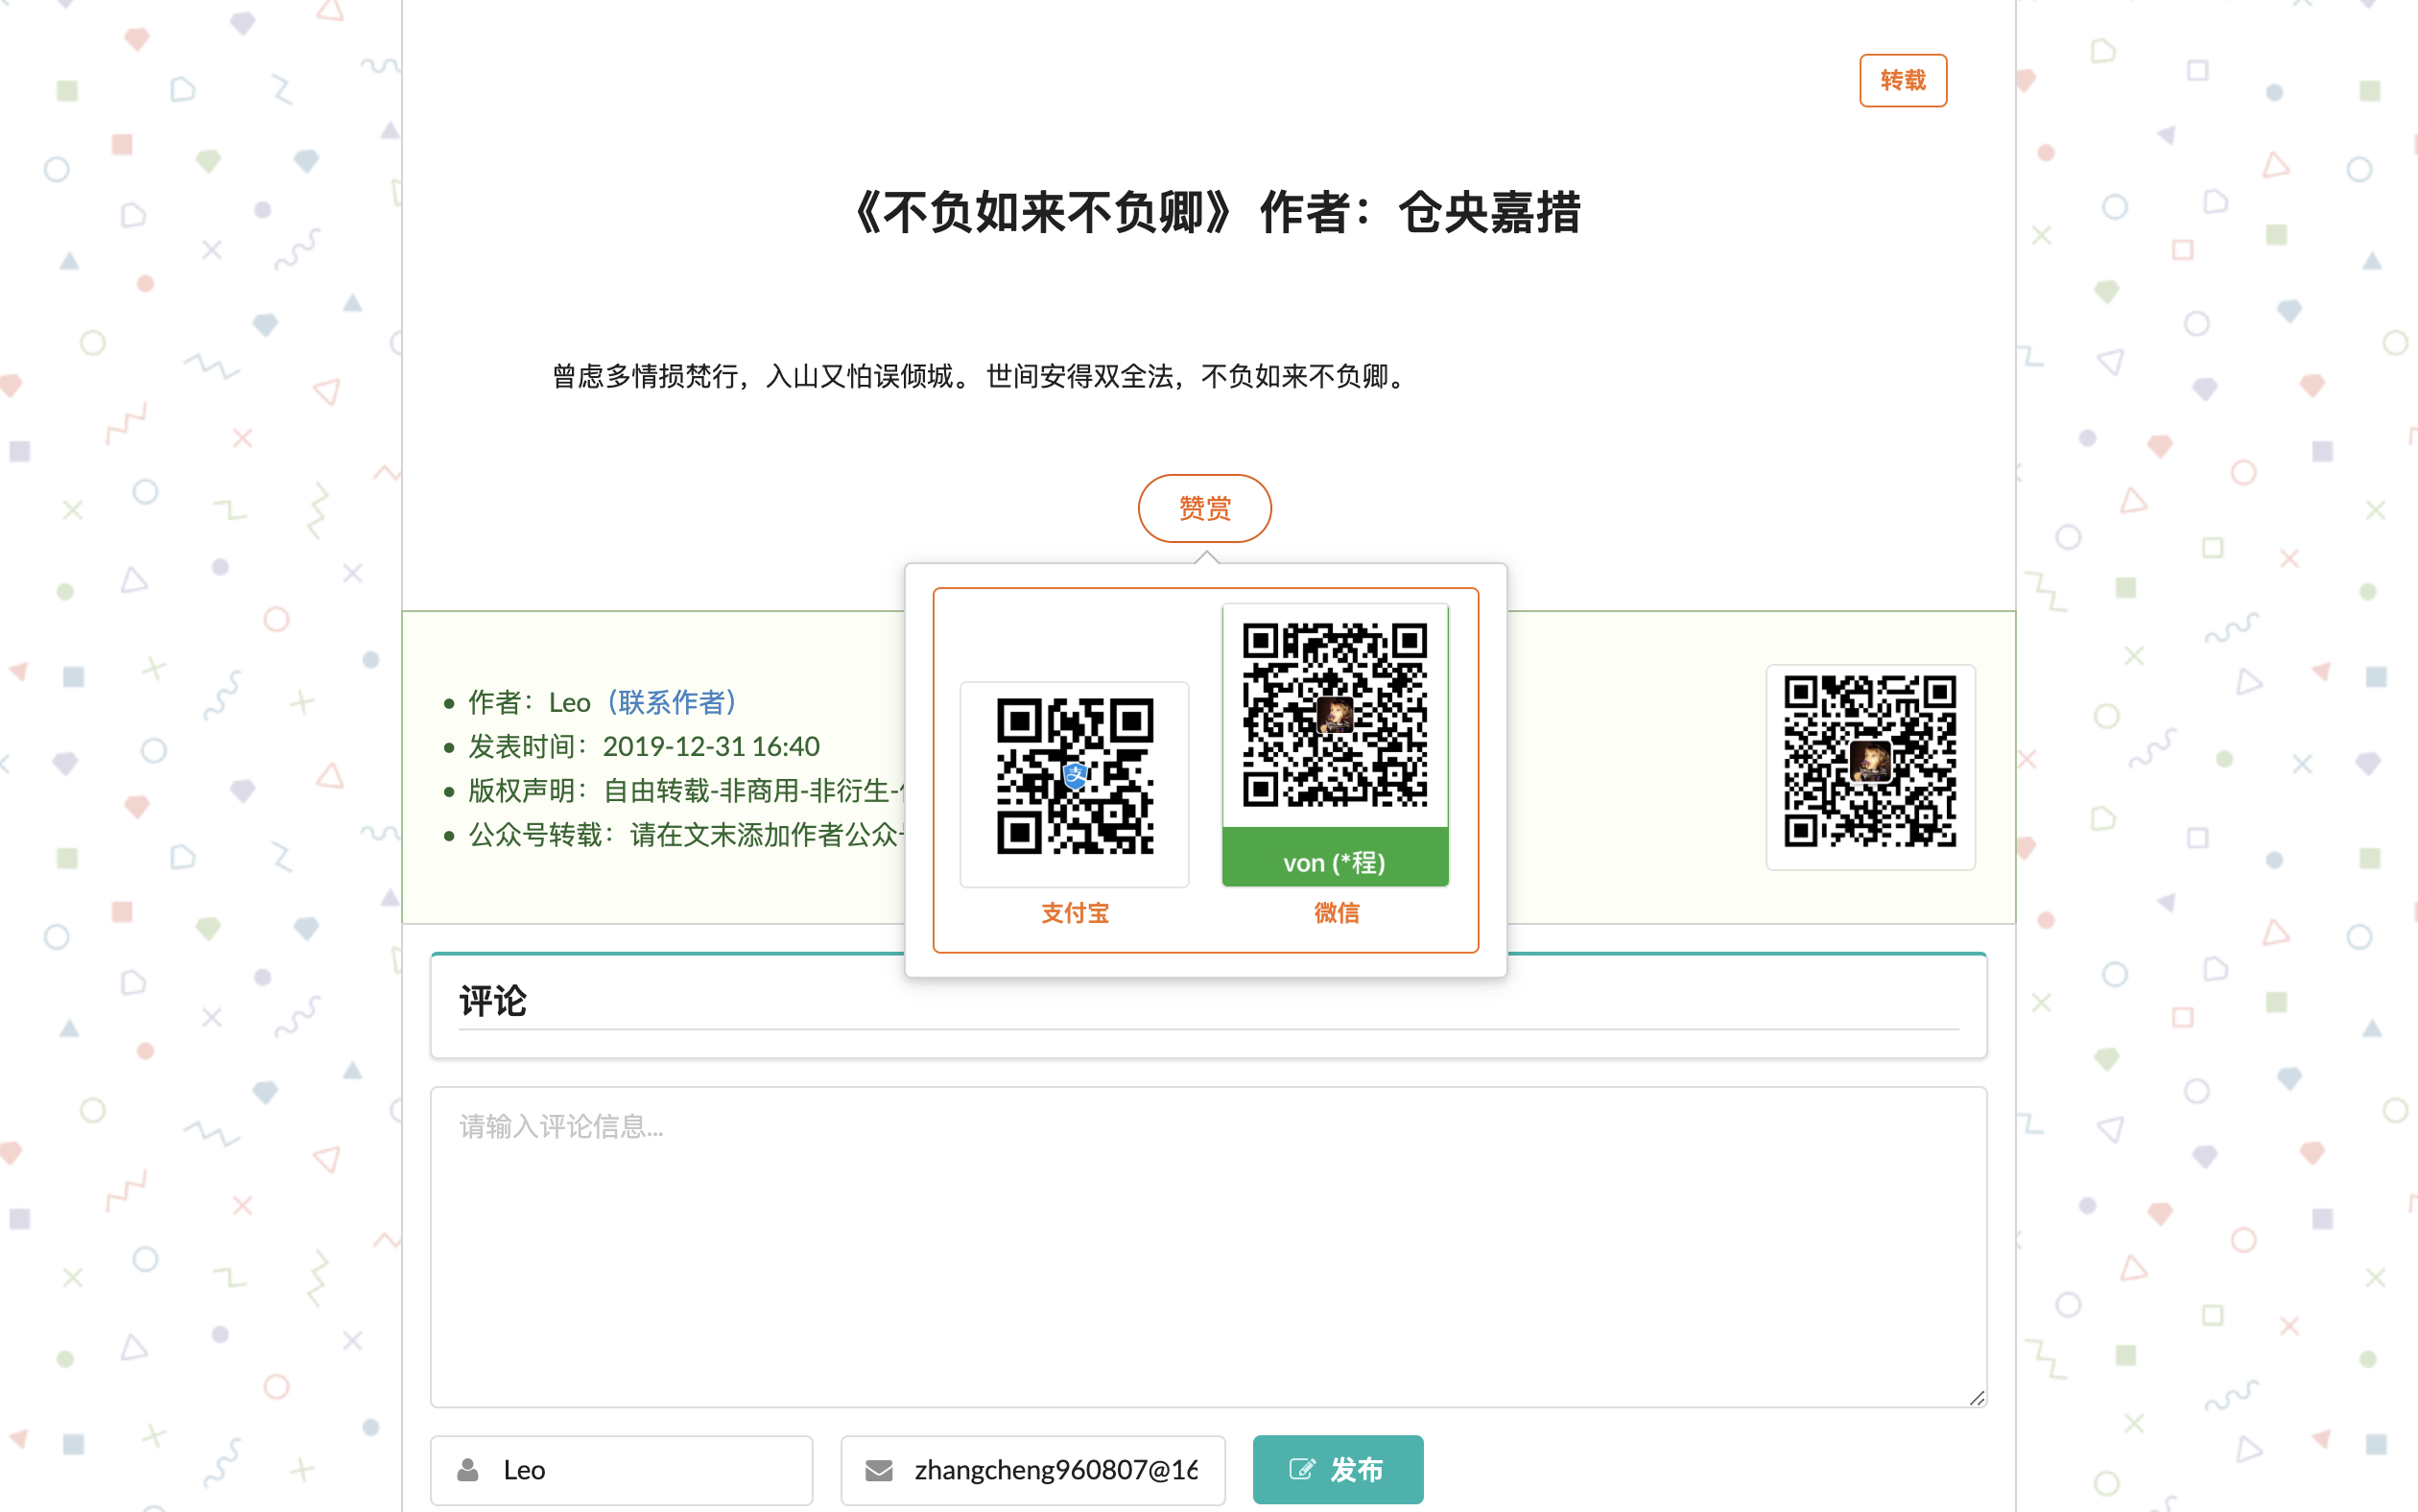 转载
《不负如来不负卿》 作者：仓央嘉措
曾虑多情损梵行，入山又怕误倾城。 世间安得双全法，不负如来不负卿。
赞赏
von (*程)
支付宝
微信
作者：Leo（联系作者）
发表时间：2019-12-31 16:40
版权声明：自由转载-非商用-非衍生-
公众号转载：请在文末添加作者公众
评论
请输入评论信息...
Leo
zhangcheng960807@16
发布